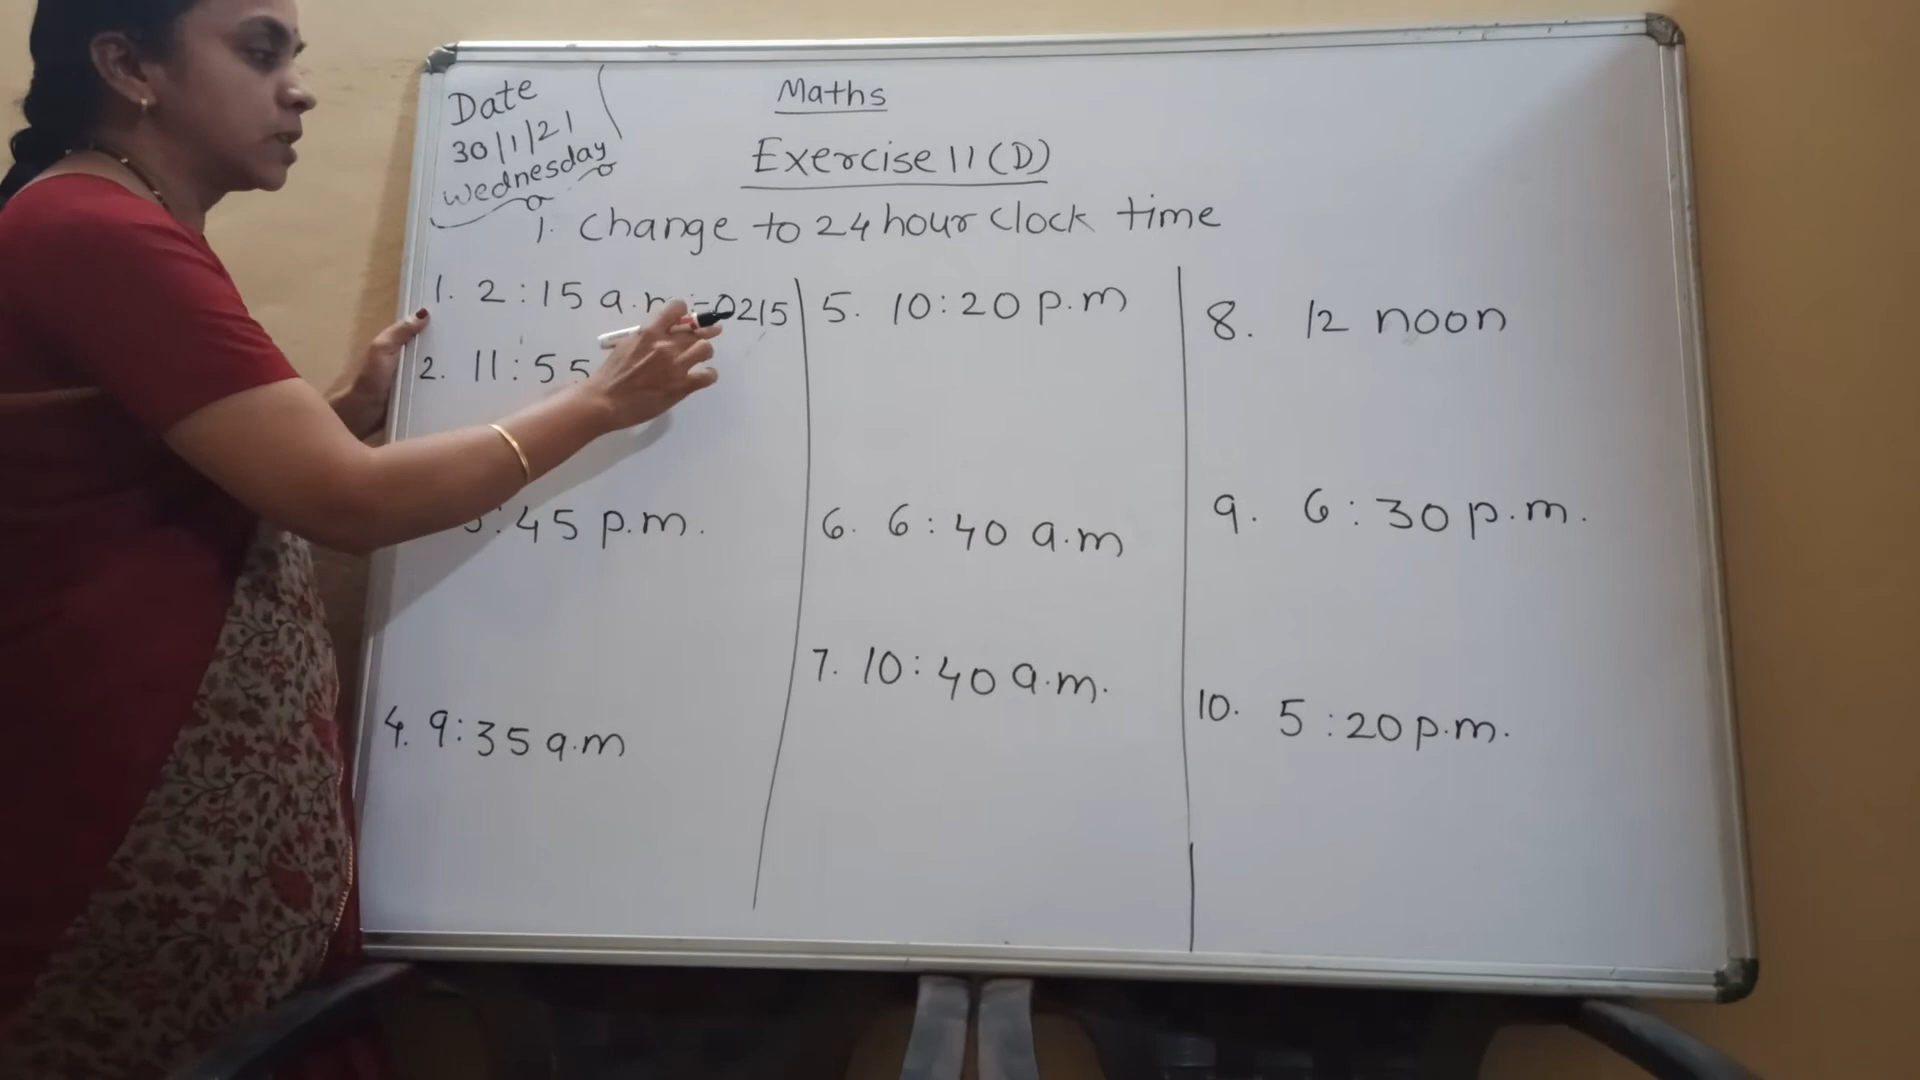 Date
30/1/21
Wednesday
Maths
Exercise 11 (D)
1. Change to 24 hour clock time
1. 2:15 a.m =0215
2. 11:55
:45 p.m.
4. 9:35 a.m
5. 10:20 p.m
6. 6:40 a.m
7. 10:40 a.m.
8. 12 noon
9. 6:30 p.m.
10. 5:20 p.m.